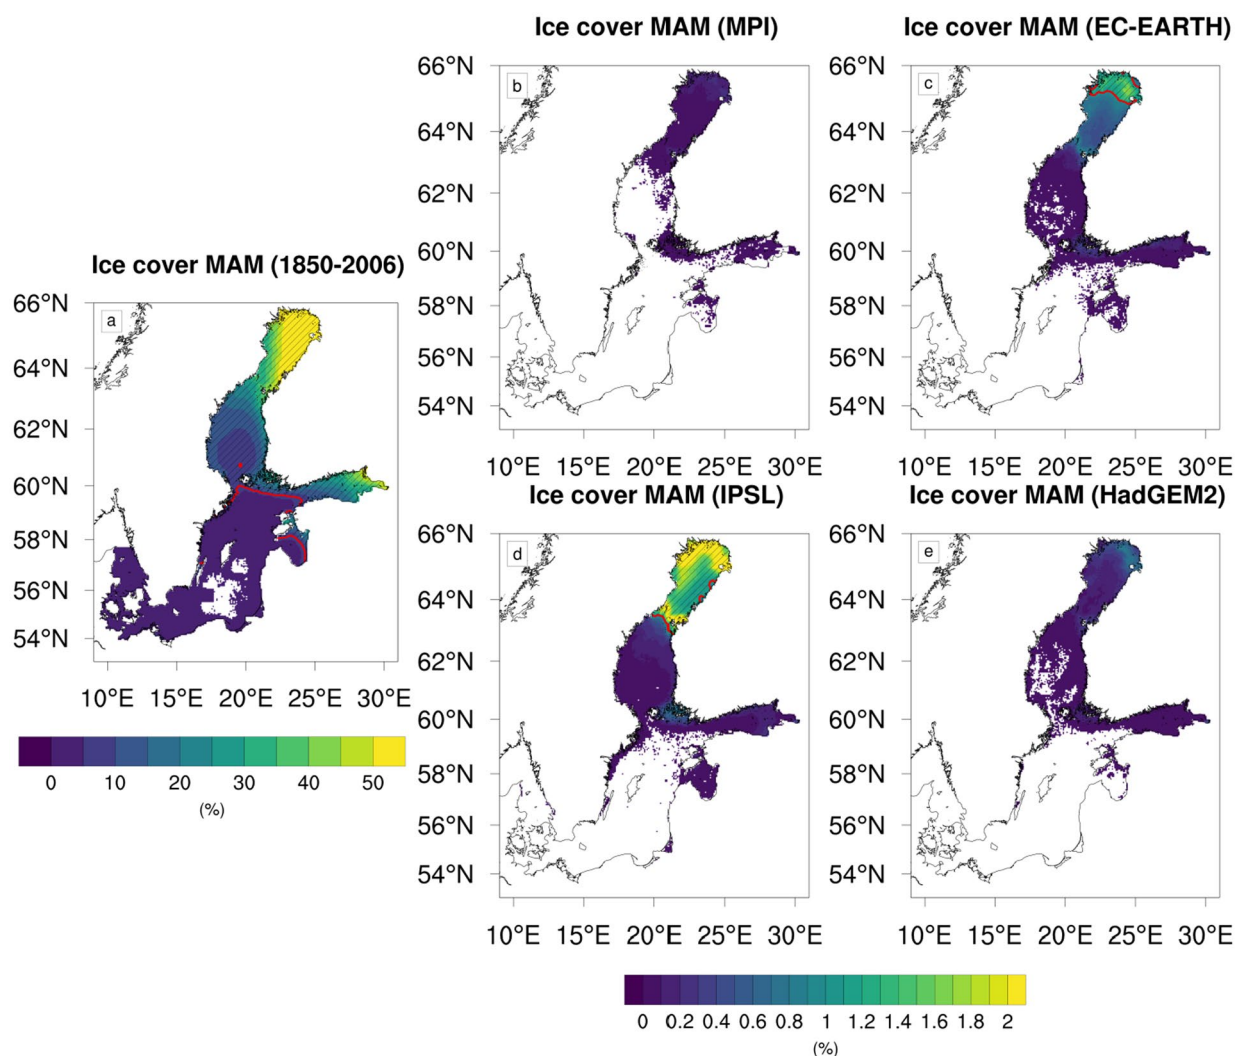 Ice cover MAM (MPI)
Ice cover MAM (EC-EARTH)
66°N
64°N
62°N
60°N
58°N
56°N
54°N
b
66°N
64°N
62°N
60°N
58°N
56°N
54°N
c
Ice cover MAM (1850-2006)
66°N
64°N
62°N
60°N
58°N
56°N
54°N
a
10°E 15°E 20°E 25°E 30°E
0 10 20 30 40 50
(%)
10°E 15°E 20°E 25°E 30°E
10°E 15°E 20°E 25°E 30°E
Ice cover MAM (IPSL)
Ice cover MAM (HadGEM2)
66°N
64°N
62°N
60°N
58°N
56°N
54°N
d
66°N
64°N
62°N
60°N
58°N
56°N
54°N
e
10°E 15°E 20°E 25°E 30°E
10°E 15°E 20°E 25°E 30°E
0 0.2 0.4 0.6 0.8 1 1.2 1.4 1.6 1.8 2
(%)